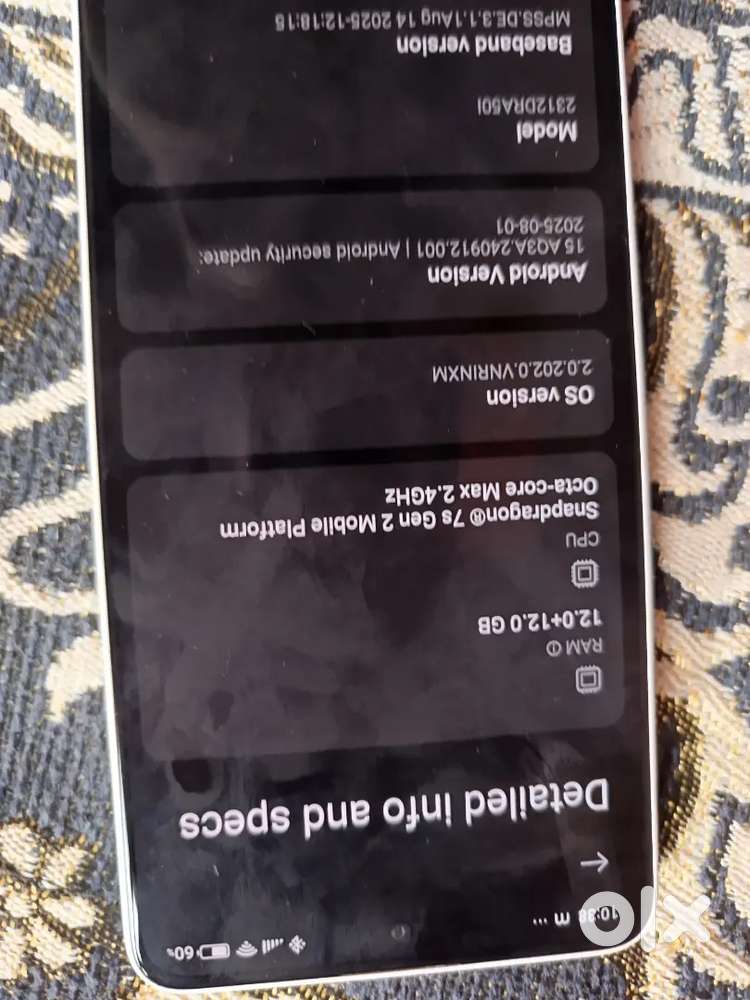 10:38 m ...
60%
Detailed info and specs
RAM
12.0+12.0 GB
CPU
Snapdragon® 7s Gen 2 Mobile Platform
Octa-core Max 2.4GHz
OS version
2.0.202.0.VNRINXM
Android Version
15 AQ3A.240912.001 | Android security update:
2025-08-01
Model
2312DRA50I
Baseband version
MPSS.DE.3.1.1Aug 14 2025-12:18:15
olx